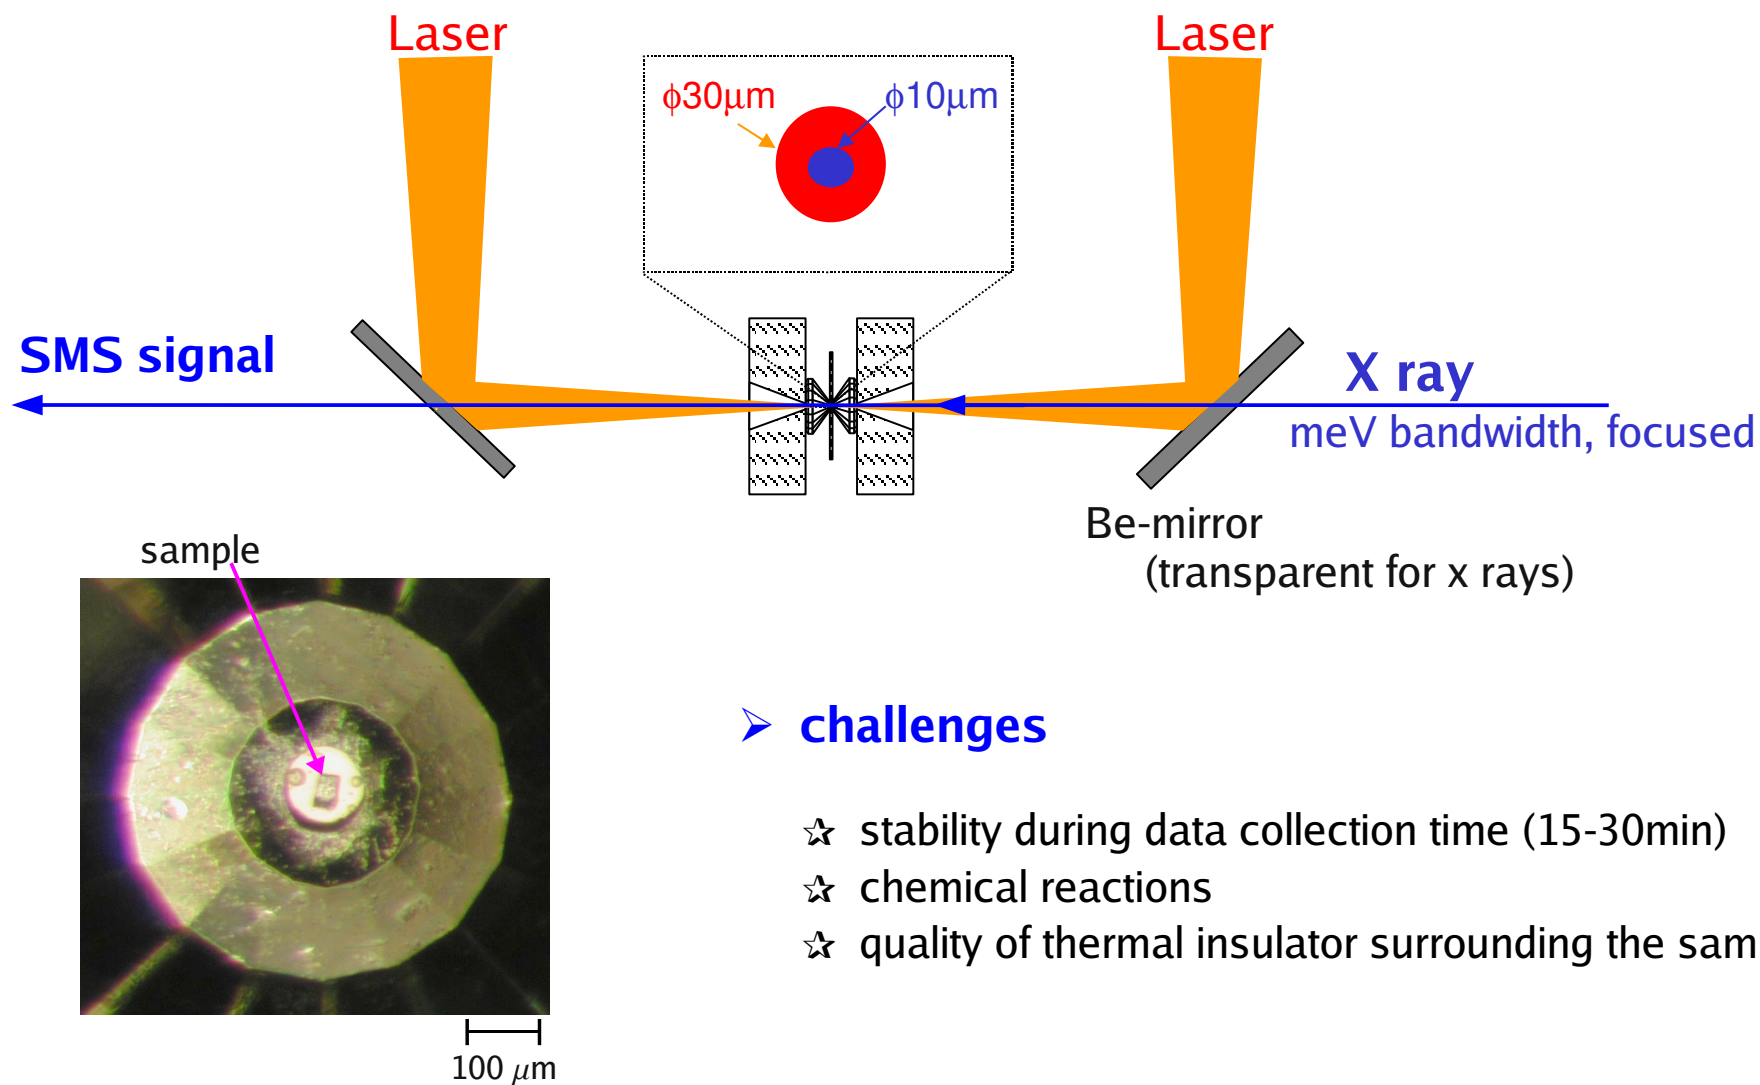 Laser
Laser
ϕ30μm
ϕ10μm
SMS signal
X ray
meV bandwidth, focused
Be-mirror
(transparent for x rays)
sample
100 μm
➢ challenges
✰ stability during data collection time (15-30min)
✰ chemical reactions
✰ quality of thermal insulator surrounding the sam